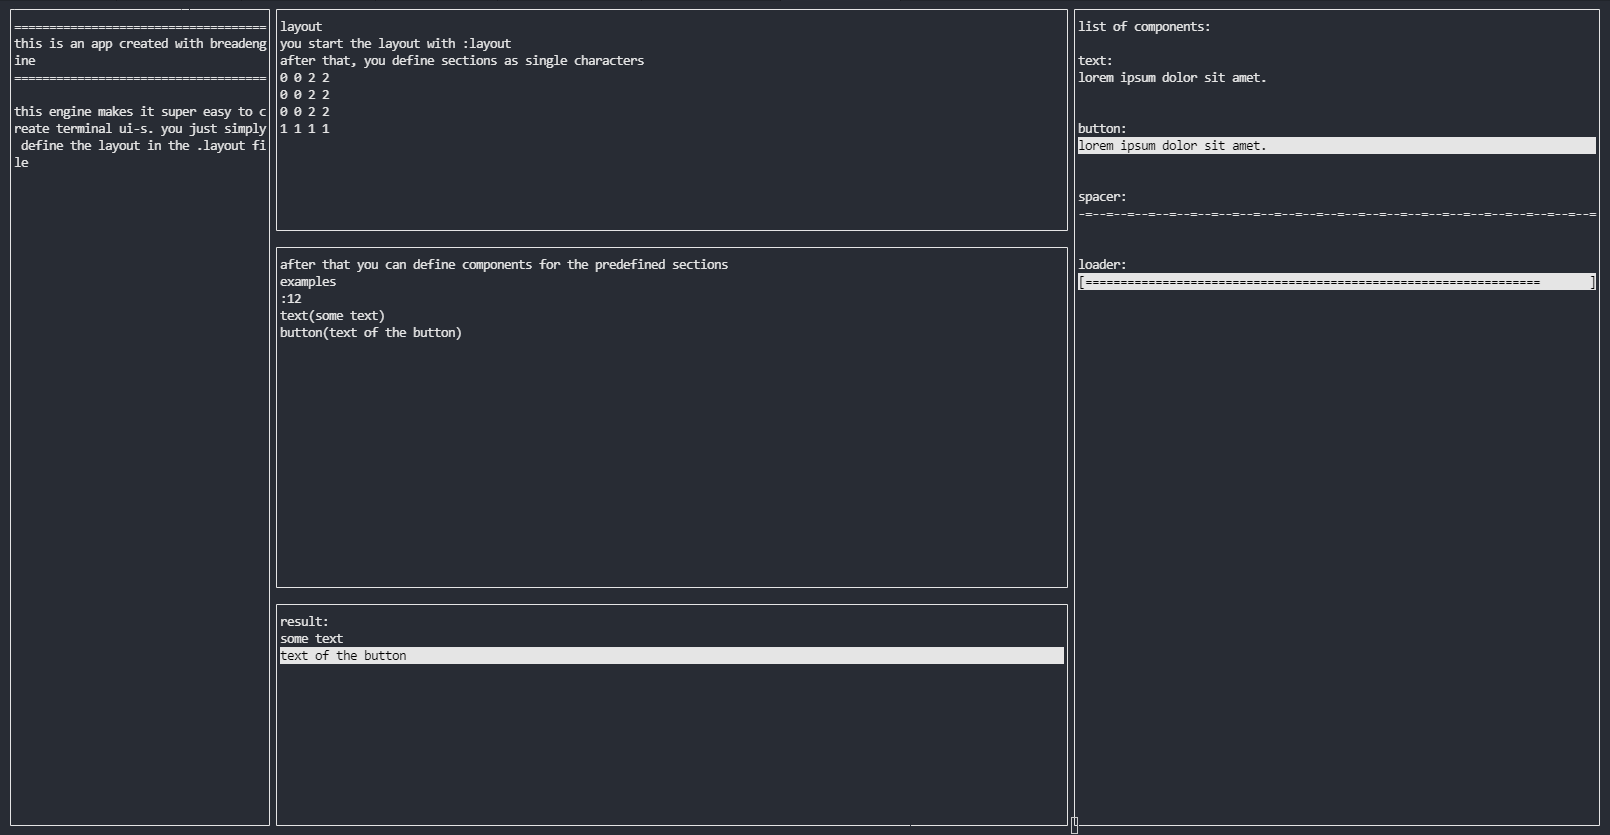 ====================================
this is an app created with breadeng
ine
====================================
this engine makes it super easy to c
reate terminal ui-s. you just simply
 define the layout in the .layout fi
le
layout
you start the layout with :layout
after that, you define sections as single characters
0 0 2 2
0 0 2 2
0 0 2 2
1 1 1 1
after that you can define components for the predefined sections
examples
:12
text(some text)
button(text of the button)
result:
some text
text of the button
list of components:
text:
lorem ipsum dolor sit amet.
button:
lorem ipsum dolor sit amet.
spacer:
-=--=--=--=--=--=--=--=--=--=--=--=--=--=--=--=--=--=--=--=--=--=--=--=--=
loader:
[=================================================================       ]